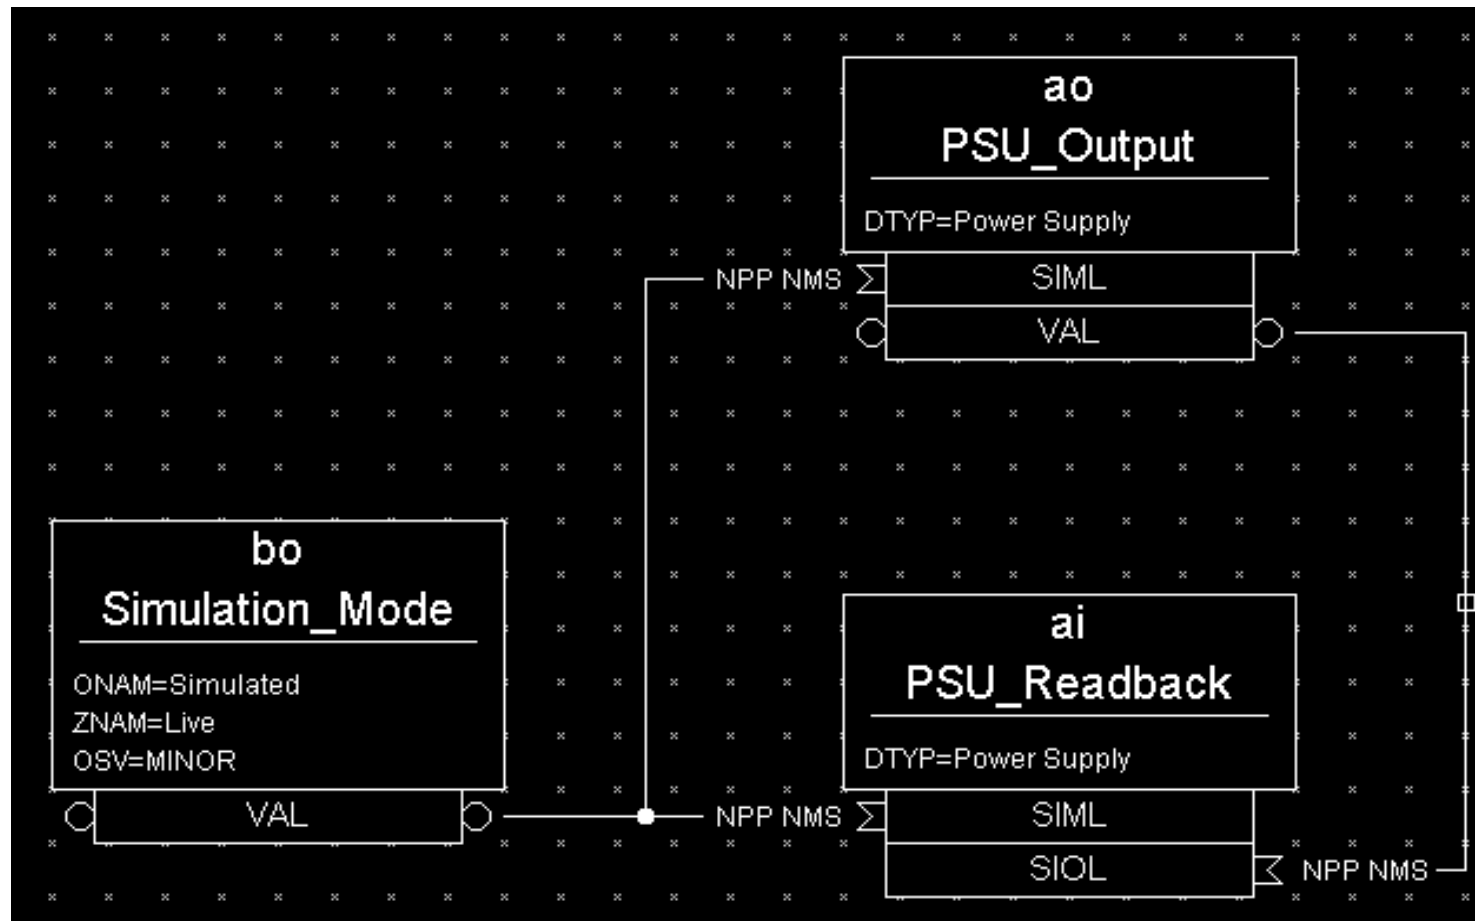 ao
PSU_Output
DTYP=Power Supply
NPP NMS SIML
VAL
bo
Simulation_Mode
ONAM=Simulated
ZNAM=Live
OSV=MINOR
VAL
ai
PSU_Readback
DTYP=Power Supply
NPP NMS SIML
SIOL NPP NMS